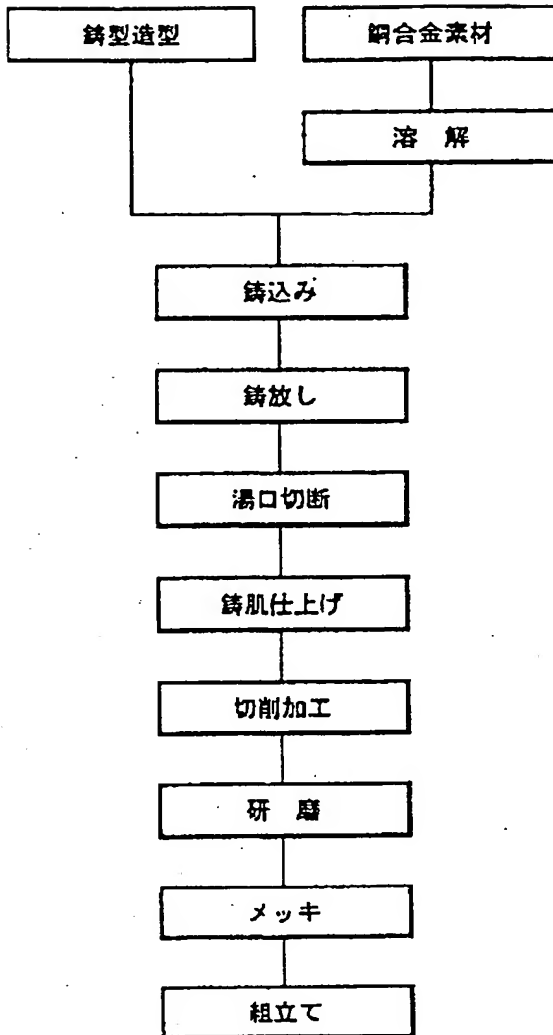 鋳型造型
銅合金素材
溶 解
鋳込み
鋳放し
湯口切断
鋳肌仕上げ
切削加工
研 磨
メッキ
組立て